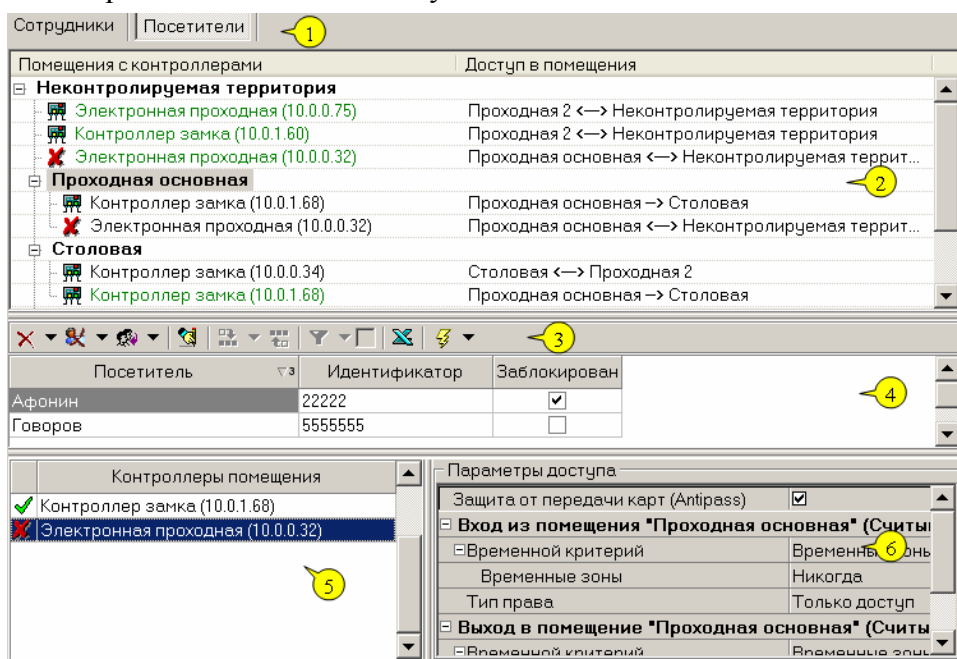 Сотрудники Посетители 1
Помещения с контроллерами Доступ в помещения
Неконтролируемая территория
Электронная проходная (10.0.0.75) Проходная 2 <—> Неконтролируемая территория
Контроллер замка (10.0.1.60) Проходная 2 <—> Неконтролируемая территория
Электронная проходная (10.0.0.32) Проходная основная <—> Неконтролируемая террит...
Проходная основная 2
Контроллер замка (10.0.1.68) Проходная основная —> Столовая
Электронная проходная (10.0.0.32) Проходная основная <—> Неконтролируемая террит...
Столовая
Контроллер замка (10.0.0.34) Столовая <—> Проходная 2
Контроллер замка (10.0.1.68) Проходная основная —> Столовая
3
Посетитель 3 Идентификатор Заблокирован
Афонин 22222 4
Говоров 5555555
Контроллеры помещения Параметры доступа
Контроллер замка (10.0.1.68) Защита от передачи карт (Antipass)
Электронная проходная (10.0.0.32) Вход из помещения "Проходная основная" (Считы
Временной критерий 6
Временные зоны Никогда
5 Тип права Только доступ
Выход в помещение "Проходная основная" (Считы
Временной критерий Временные зоны